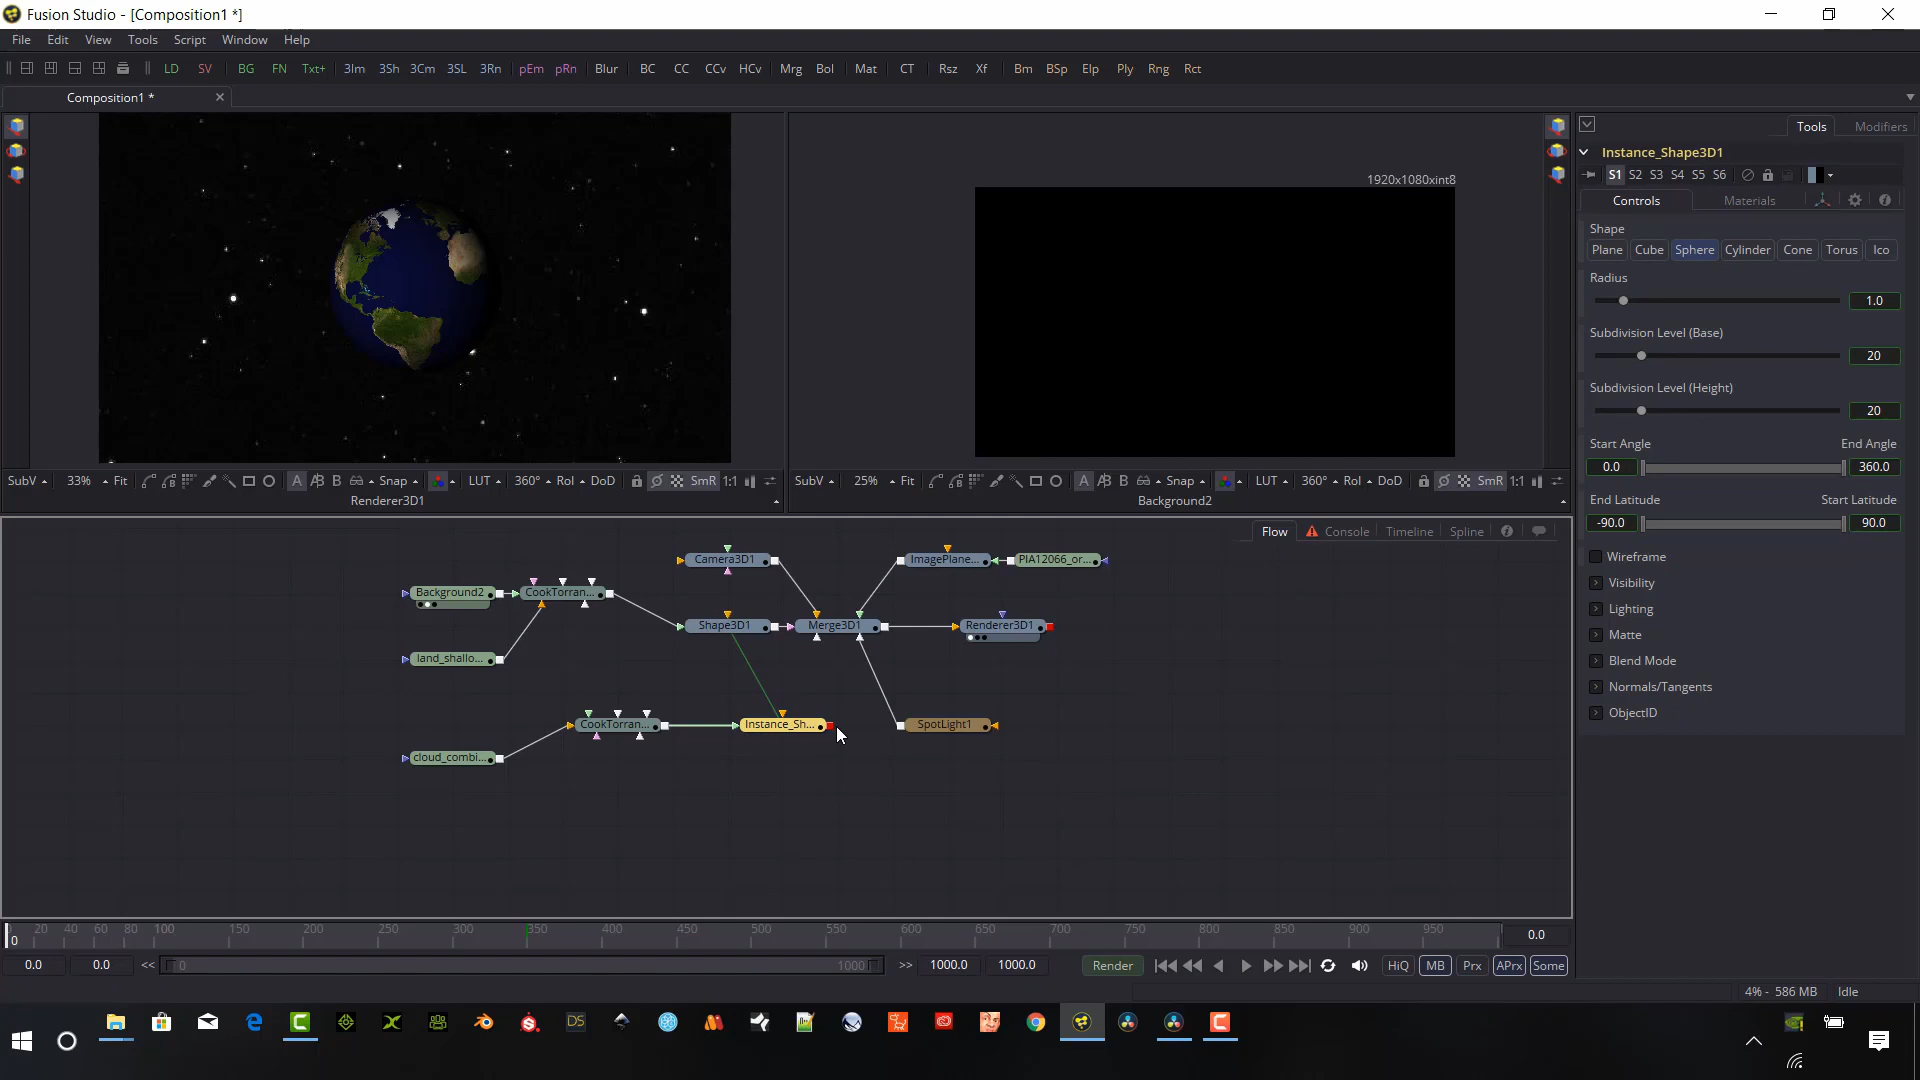 Fusion Studio - [Composition1 *]
File Edit View Tools Script Window Help
LD SV BG FN Txt+ 3Im 3Sh 3Cm 3SL 3Rn pEm pRn Blur BC CC CCv HCv Mrg Bol Mat CT Rsz Xf Bm BSp Elp Ply Rng Rct
Composition1 *
Tools Modifiers
Instance_Shape3D1
S1 S2 S3 S4 S5 S6
1920x1080xint8
Controls Materials
Shape
Plane Cube Sphere Cylinder Cone Torus Ico
Radius
1.0
Subdivision Level (Base)
20
Subdivision Level (Height)
20
Start Angle End Angle
0.0 360.0
SubV 33% Fit A AB B Snap LUT 360° RoI DoD SmR 1:1
SubV 25% Fit A AB B Snap LUT 360° RoI DoD SmR 1:1
Renderer3D1
Background2
End Latitude Start Latitude
-90.0 90.0
Flow Console Timeline Spline
Wireframe
Visibility
Lighting
Matte
Blend Mode
Normals/Tangents
ObjectID
Camera3D1 ImagePlane... PIA12066_or...
Background2 CookTorran...
Shape3D1 Merge3D1 Renderer3D1
land_shallo...
CookTorran... Instance_Sh... SpotLight1
cloud_combi...
0 20 40 60 80 100 150 200 250 300 350 400 450 500 550 600 650 700 750 800 850 900 950
0.0
0.0 0.0 << 0 1000 >> 1000.0 1000.0 Render HiQ MB Prx APrx Some
4% - 586 MB Idle
DS